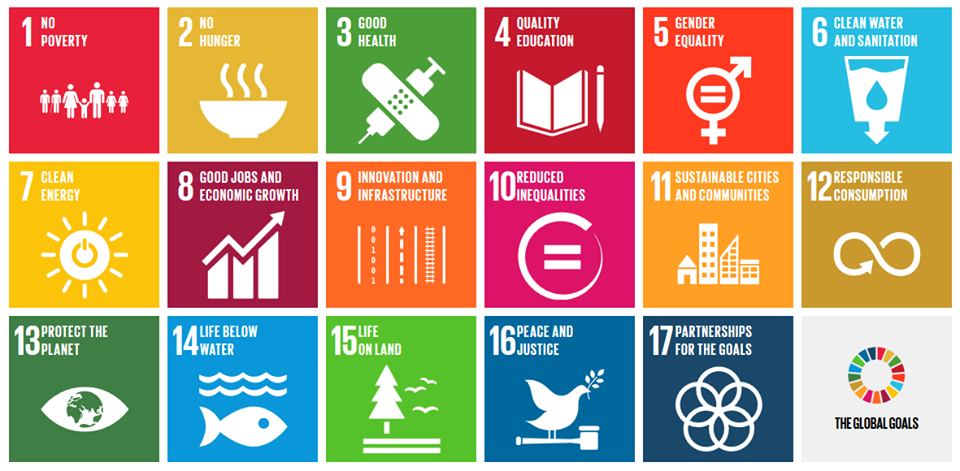 1 NO
POVERTY
2 NO
HUNGER
3 GOOD
HEALTH
4 QUALITY
EDUCATION
5 GENDER
EQUALITY
6 CLEAN WATER
AND SANITATION
7 CLEAN
ENERGY
8 GOOD JOBS AND
ECONOMIC GROWTH
9 INNOVATION AND
INFRASTRUCTURE
001001
10 REDUCED
INEQUALITIES
11 SUSTAINABLE CITIES
AND COMMUNITIES
12 RESPONSIBLE
CONSUMPTION
13 PROTECT THE
PLANET
14 LIFE BELOW
WATER
15 LIFE
ON LAND
16 PEACE AND
JUSTICE
17 PARTNERSHIPS
FOR THE GOALS
THE GLOBAL GOALS